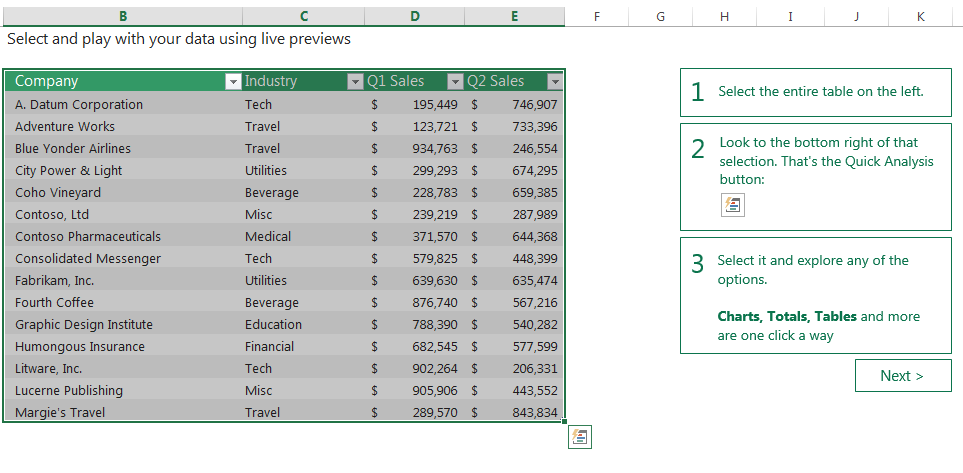 B C D E F G H I J K
Select and play with your data using live previews
Company Industry Q1 Sales Q2 Sales
A. Datum Corporation Tech $ 195,449 $ 746,907
Adventure Works Travel $ 123,721 $ 733,396
Blue Yonder Airlines Travel $ 934,763 $ 246,554
City Power & Light Utilities $ 299,293 $ 674,295
Coho Vineyard Beverage $ 228,783 $ 659,385
Contoso, Ltd Misc $ 239,219 $ 287,989
Contoso Pharmaceuticals Medical $ 371,570 $ 644,368
Consolidated Messenger Tech $ 579,825 $ 448,399
Fabrikam, Inc. Utilities $ 639,630 $ 635,474
Fourth Coffee Beverage $ 876,740 $ 567,216
Graphic Design Institute Education $ 788,390 $ 540,282
Humongous Insurance Financial $ 682,545 $ 577,599
Litware, Inc. Tech $ 902,264 $ 206,331
Lucerne Publishing Misc $ 905,906 $ 443,552
Margie's Travel Travel $ 289,570 $ 843,834
1 Select the entire table on the left.
2 Look to the bottom right of that
selection. That's the Quick Analysis
button:
3 Select it and explore any of the
options.
Charts, Totals, Tables and more
are one click a way
Next >